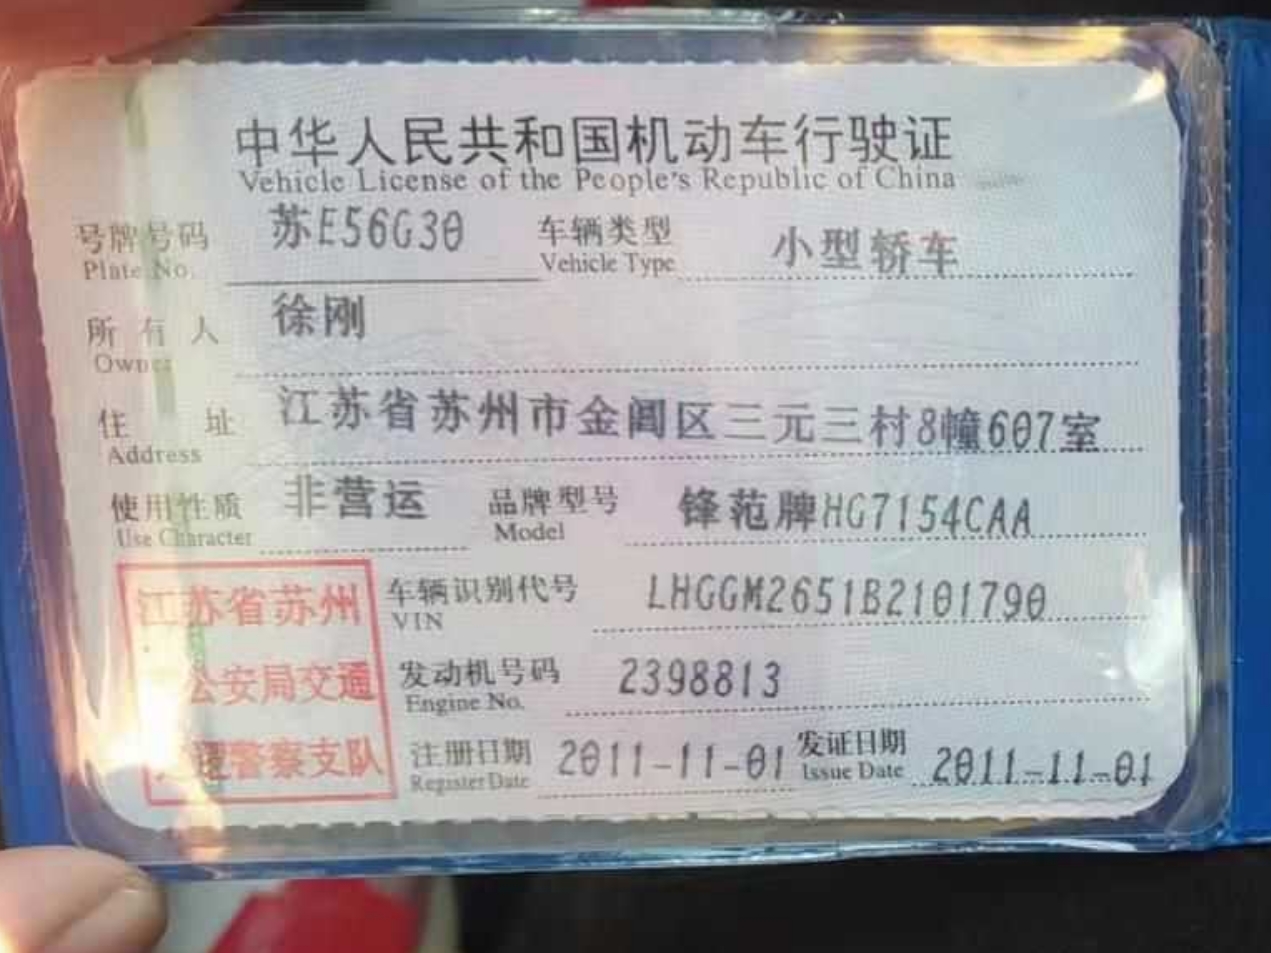 中华人民共和国机动车行驶证
Vehicle License of the People's Republic of China
号牌号码 苏E56G30 车辆类型 小型轿车
Plate No. Vehicle Type
所有人 徐刚
Owner
住址 江苏省苏州市金阊区三元三村8幢607室
Address
使用性质 非营运 品牌型号 锋范牌HG7154CAA
Use Character Model
江苏省苏州 车辆识别代号 LHGGM2651B2101790
VIN
公安局交通 发动机号码 2398813
Engine No.
警察支队 注册日期 2011-11-01 发证日期 2011-11-01
Register Date Issue Date